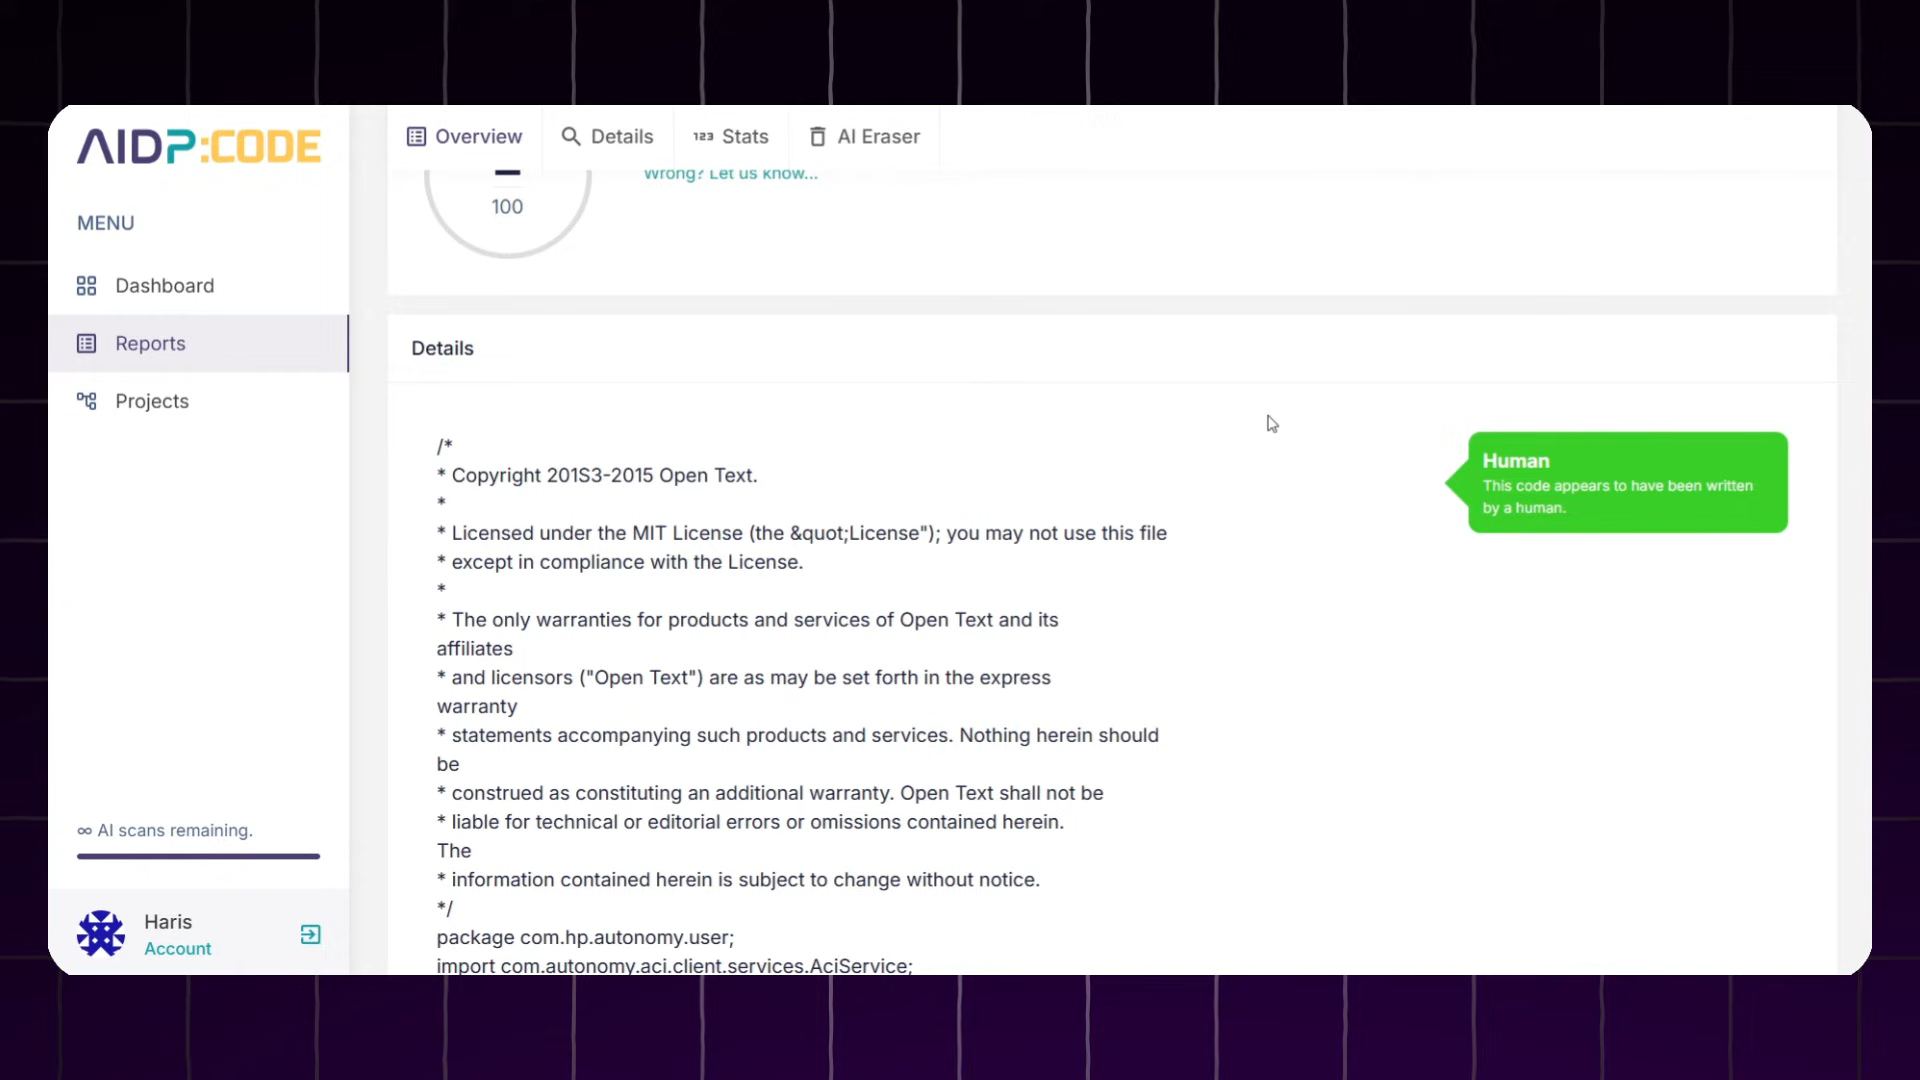 AIDP:CODE
MENU
Dashboard
Reports
Projects
∞ AI scans remaining.
Haris
Account
Overview
Details
123 Stats
AI Eraser
100
Wrong? Let us know...
Details
/*
* Copyright 201S3-2015 Open Text.
*
* Licensed under the MIT License (the &quot;License"); you may not use this file
* except in compliance with the License.
*
* The only warranties for products and services of Open Text and its
affiliates
* and licensors ("Open Text") are as may be set forth in the express
warranty
* statements accompanying such products and services. Nothing herein should
be
* construed as constituting an additional warranty. Open Text shall not be
* liable for technical or editorial errors or omissions contained herein.
The
* information contained herein is subject to change without notice.
*/
package com.hp.autonomy.user;
import com.autonomy.aci.client.services.AciService;
Human
This code appears to have been written
by a human.